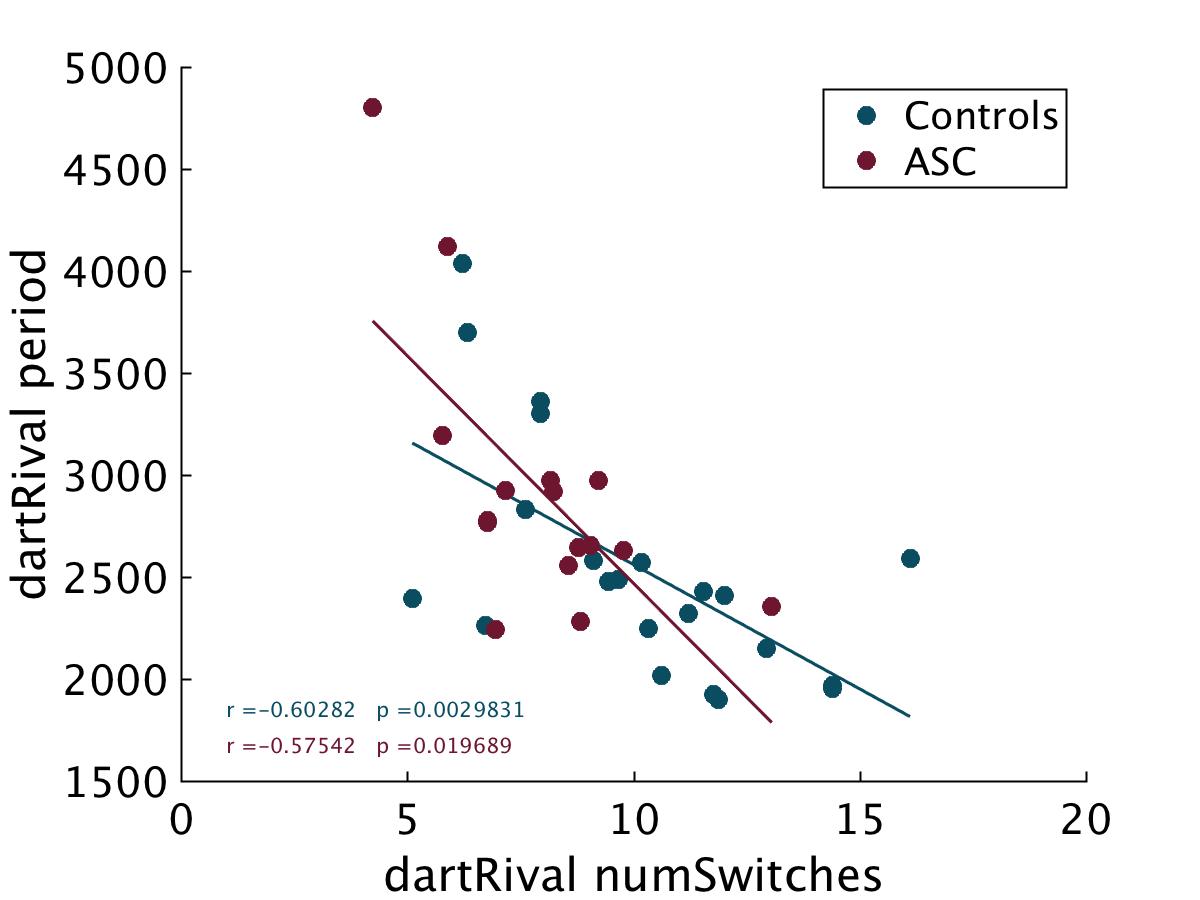 5000
4500
4000
3500
3000
2500
2000
1500
0
5
10
15
20
dartRival period
dartRival numSwitches
Controls
ASC
r =-0.60282 p =0.0029831
r =-0.57542 p =0.019689